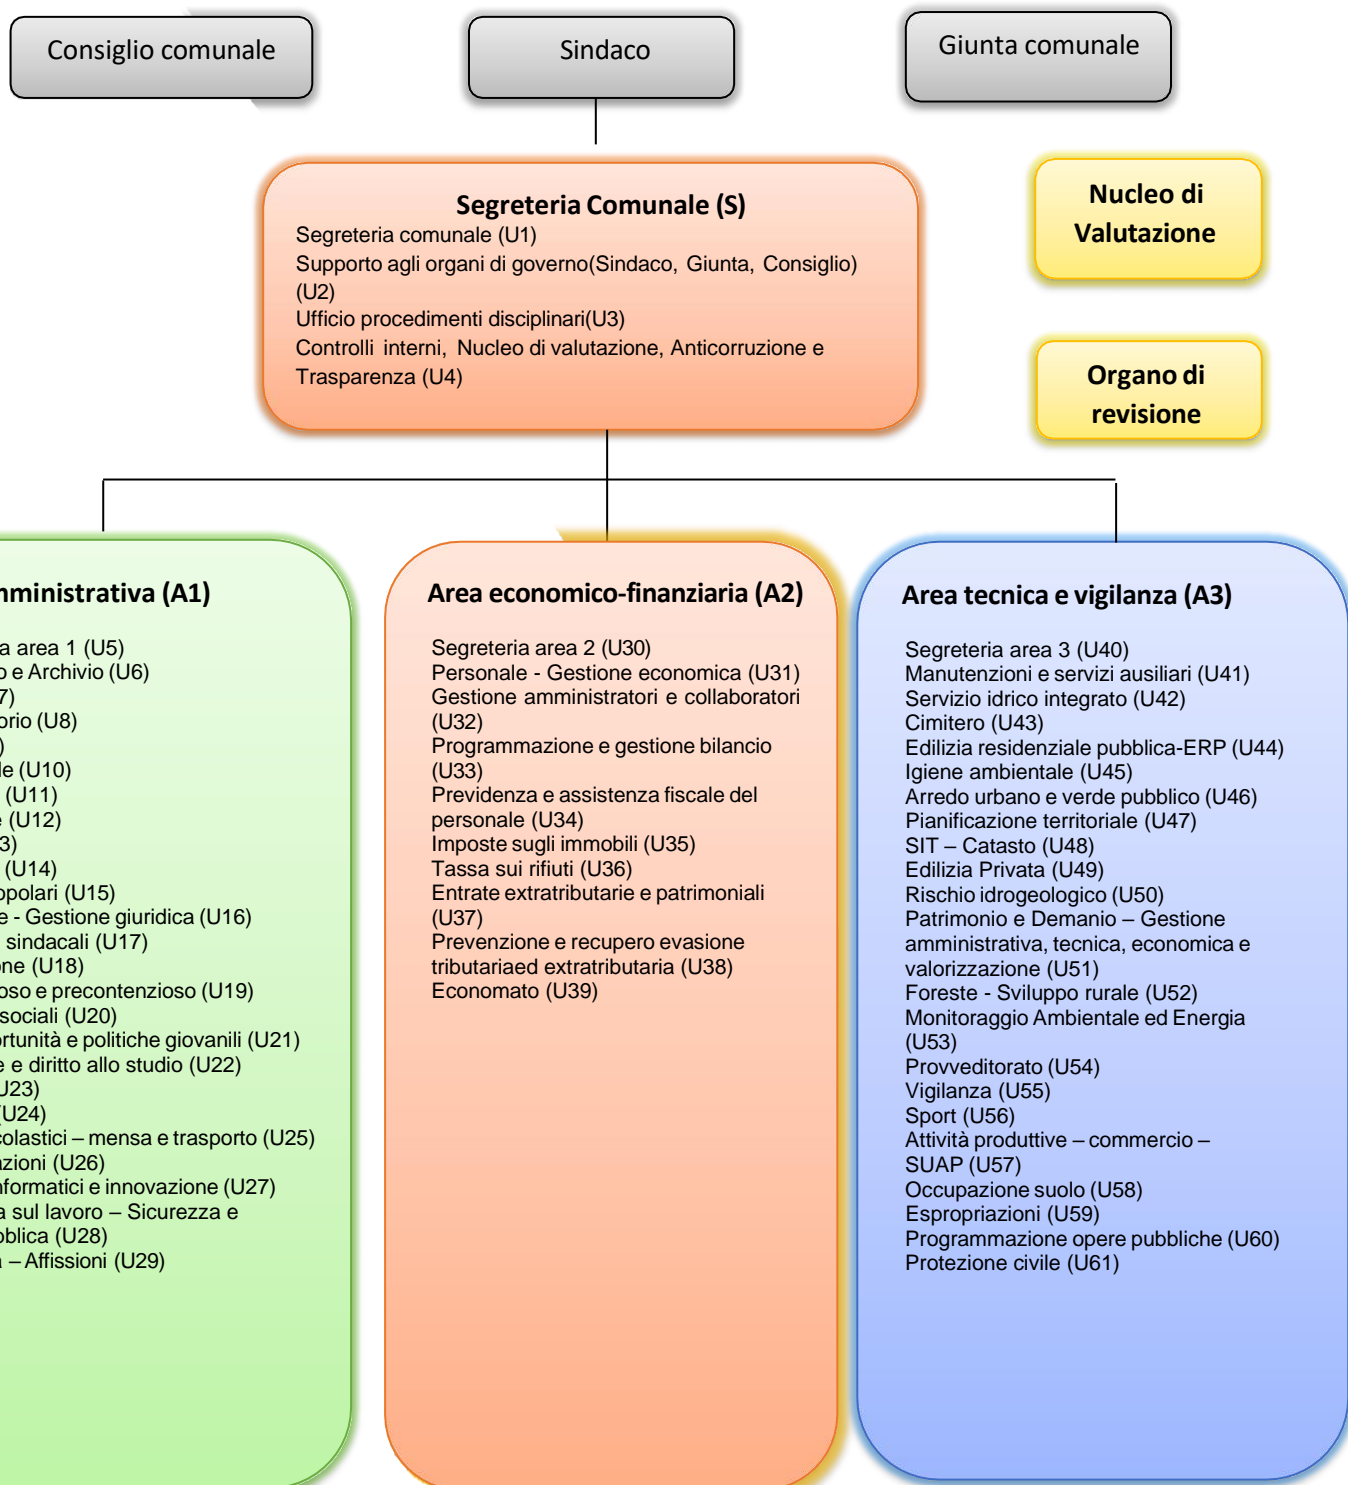 Consiglio comunale
Sindaco
Giunta comunale
Segreteria Comunale (S)
Segreteria comunale (U1)
Supporto agli organi di governo(Sindaco, Giunta, Consiglio)
(U2)
Ufficio procedimenti disciplinari(U3)
Controlli interni, Nucleo di valutazione, Anticorruzione e
Trasparenza (U4)
Nucleo di
Valutazione
Organo di
revisione
mministrativa (A1)
a area 1 (U5)
o e Archivio (U6)
7)
orio (U8)
)
le (U10)
(U11)
e (U12)
3)
(U14)
opolari (U15)
e - Gestione giuridica (U16)
sindacali (U17)
one (U18)
oso e precontenzioso (U19)
sociali (U20)
ortunità e politiche giovanili (U21)
e e diritto allo studio (U22)
U23)
(U24)
colastici – mensa e trasporto (U25)
azioni (U26)
nformatici e innovazione (U27)
a sul lavoro – Sicurezza e
bblica (U28)
a – Affissioni (U29)
Area economico-finanziaria (A2)
Segreteria area 2 (U30)
Personale - Gestione economica (U31)
Gestione amministratori e collaboratori
(U32)
Programmazione e gestione bilancio
(U33)
Previdenza e assistenza fiscale del
personale (U34)
Imposte sugli immobili (U35)
Tassa sui rifiuti (U36)
Entrate extratributarie e patrimoniali
(U37)
Prevenzione e recupero evasione
tributariaed extratributaria (U38)
Economato (U39)
Area tecnica e vigilanza (A3)
Segreteria area 3 (U40)
Manutenzioni e servizi ausiliari (U41)
Servizio idrico integrato (U42)
Cimitero (U43)
Edilizia residenziale pubblica-ERP (U44)
Igiene ambientale (U45)
Arredo urbano e verde pubblico (U46)
Pianificazione territoriale (U47)
SIT – Catasto (U48)
Edilizia Privata (U49)
Rischio idrogeologico (U50)
Patrimonio e Demanio – Gestione
amministrativa, tecnica, economica e
valorizzazione (U51)
Foreste - Sviluppo rurale (U52)
Monitoraggio Ambientale ed Energia
(U53)
Provveditorato (U54)
Vigilanza (U55)
Sport (U56)
Attività produttive – commercio –
SUAP (U57)
Occupazione suolo (U58)
Espropriazioni (U59)
Programmazione opere pubbliche (U60)
Protezione civile (U61)